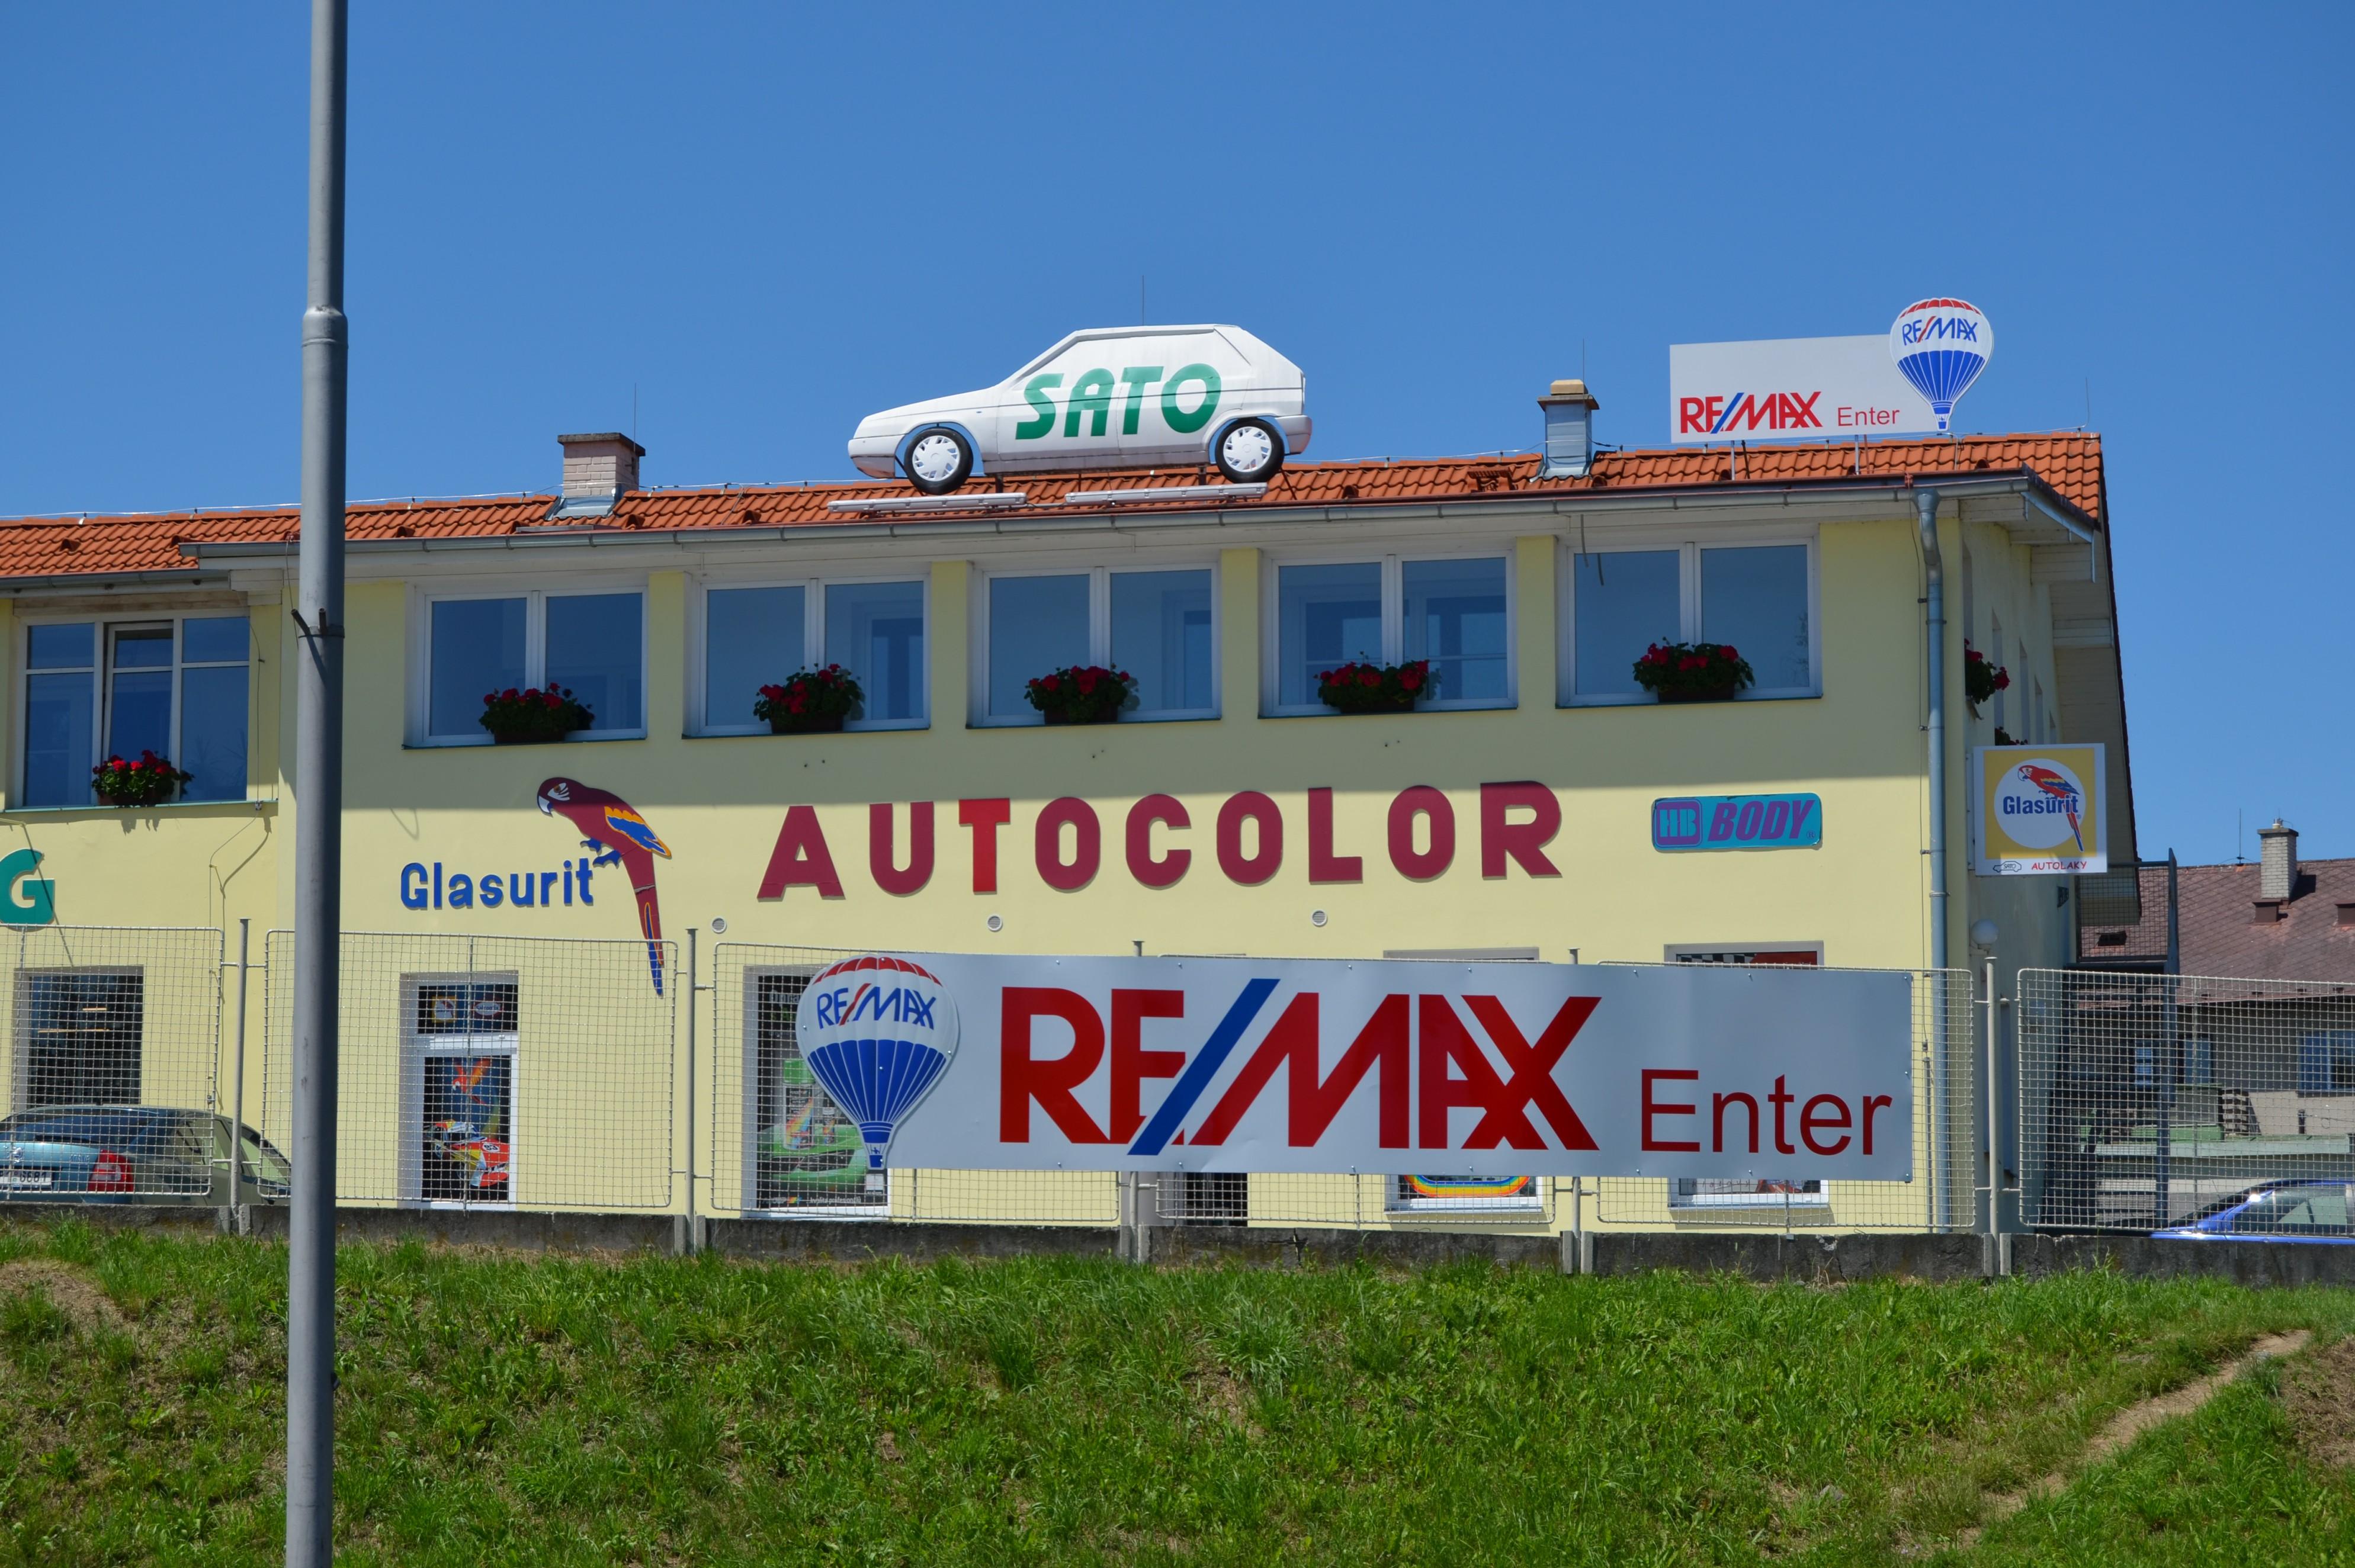 SATO
RE/MAX
RE/MAX Enter
AUTOCOLOR
HB BODY
Glasurit
Glasurit
AUTOLAKY
G
RE/MAX
RE/MAX Enter